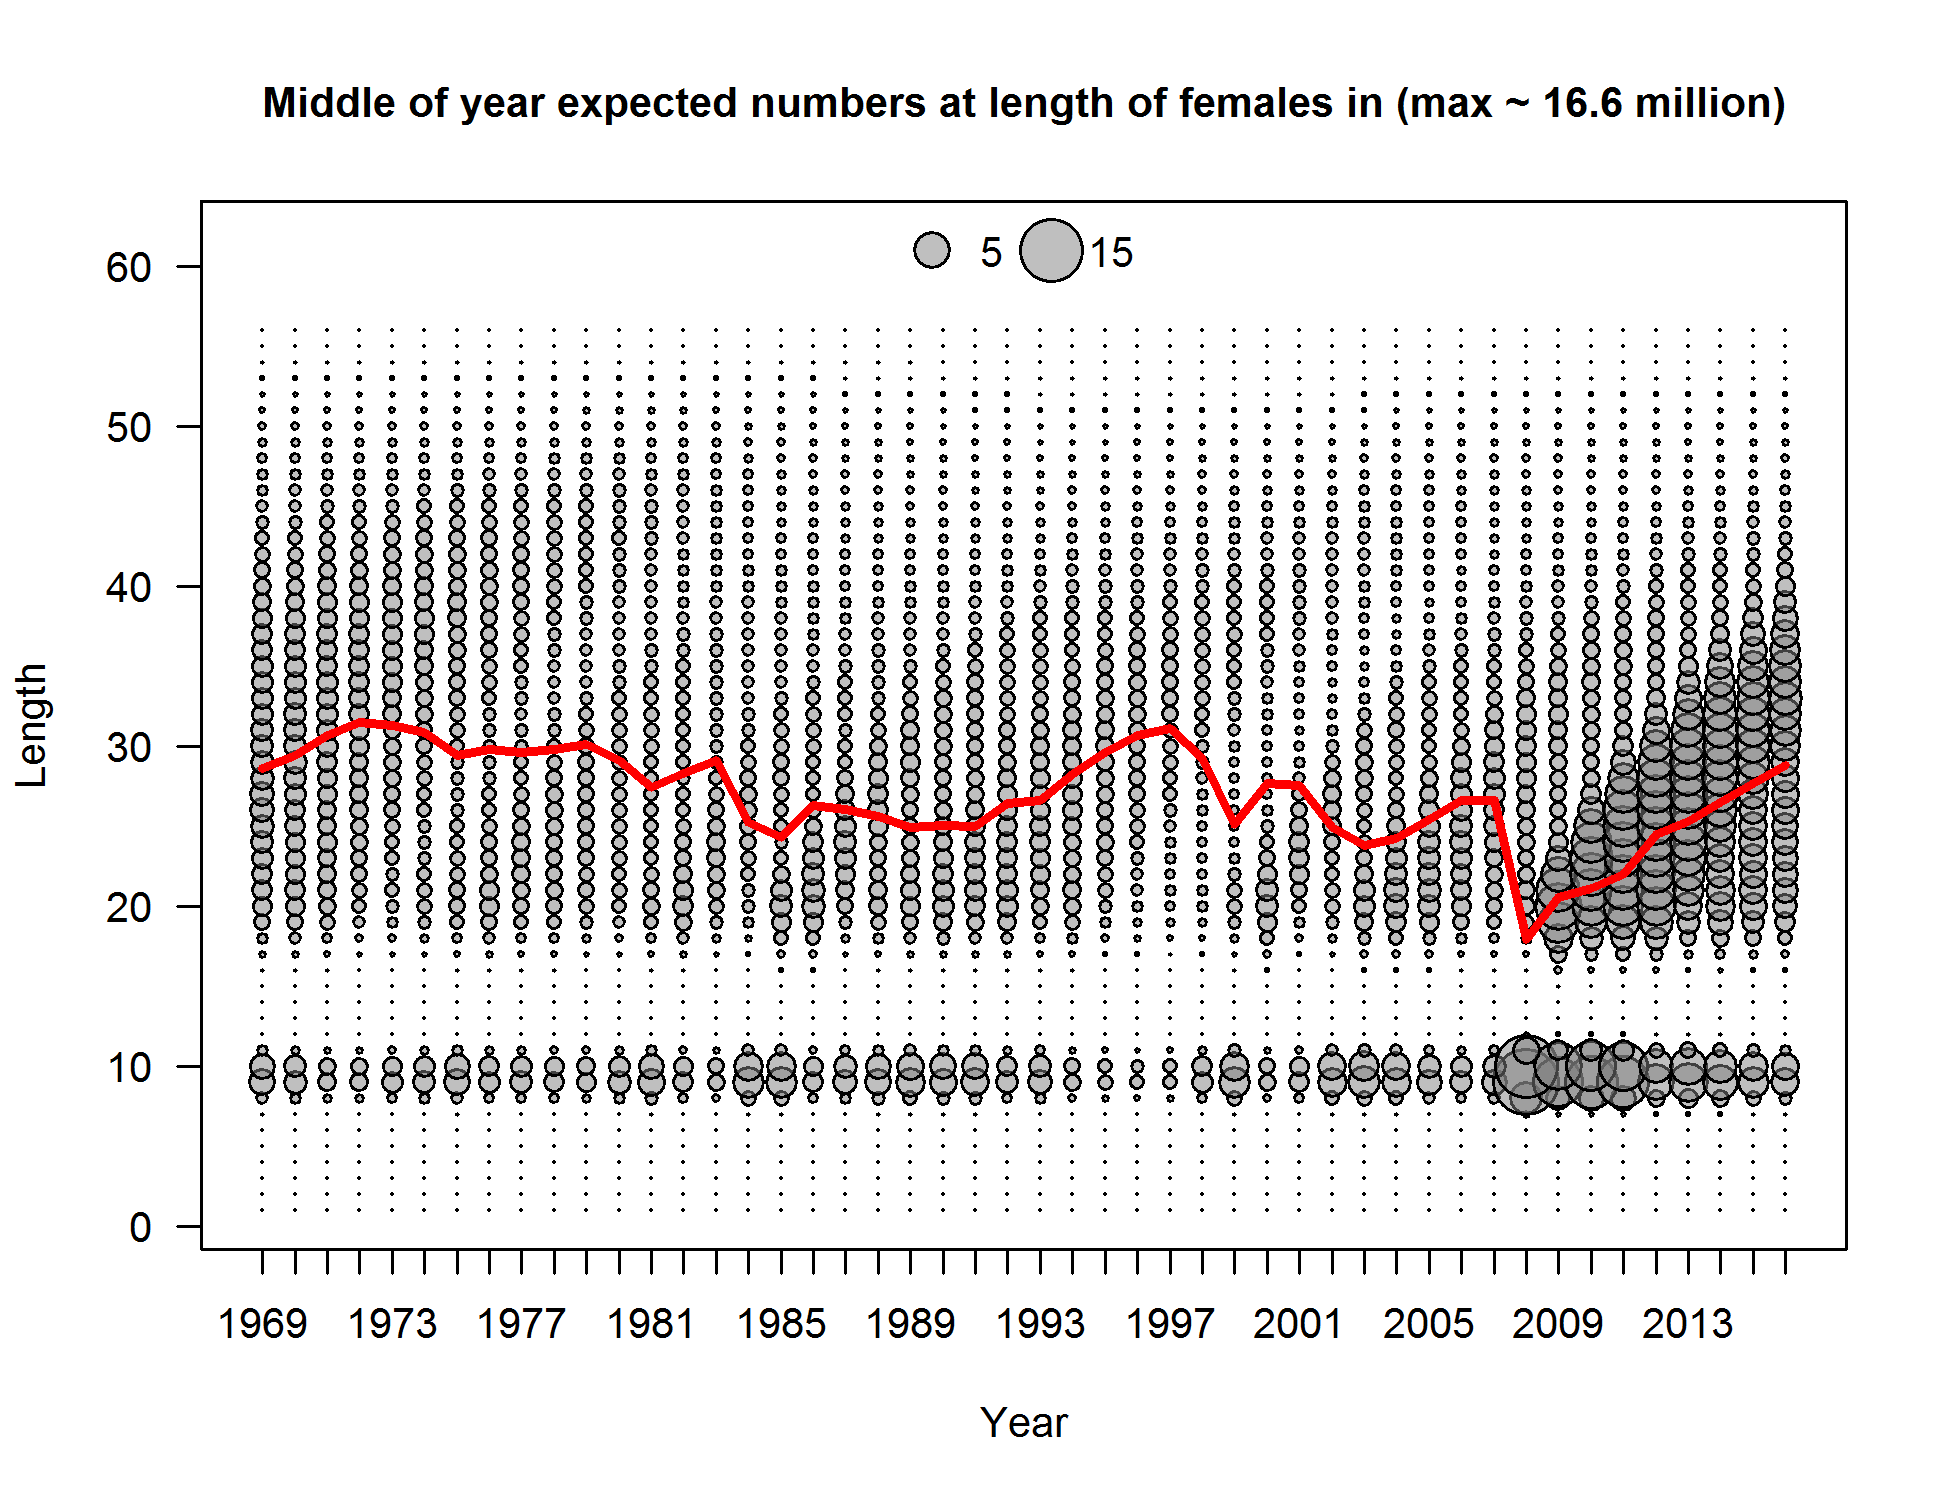 Middle of year expected numbers at length of females in (max ~ 16.6 million)
5 15
60
50
40
30
20
10
0
Length
1969 1973 1977 1981 1985 1989 1993 1997 2001 2005 2009 2013
Year